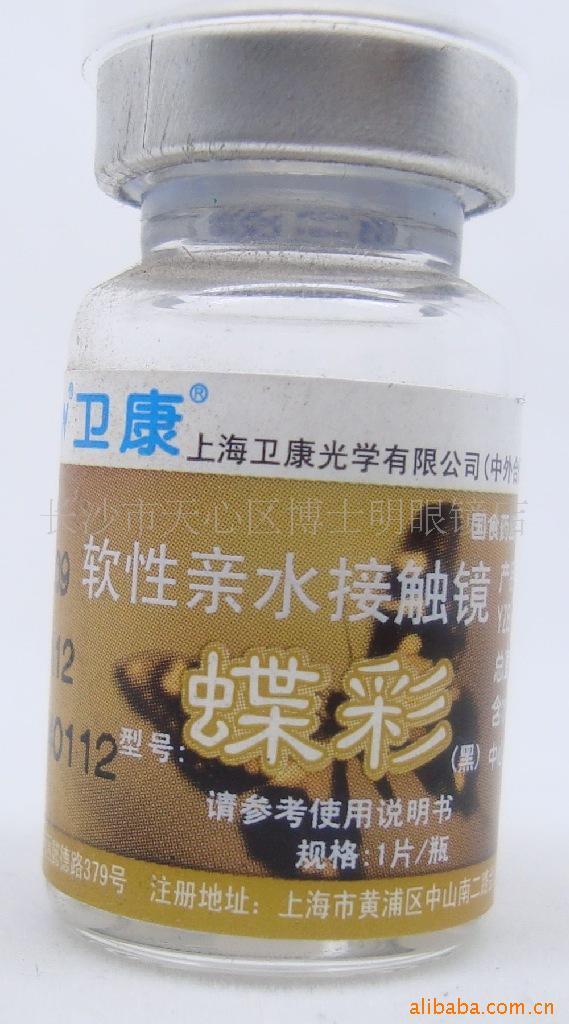 卫康®
上海卫康光学有限公司(中外合
长沙市天心区博士明眼镜店
国食药
软性亲水接触镜
产
12
蝶彩
0112
型号:
(黑)
请参考使用说明书
规格:1片/瓶
德路379号 注册地址:上海市黄浦区中山南二路
alibaba.com.cn